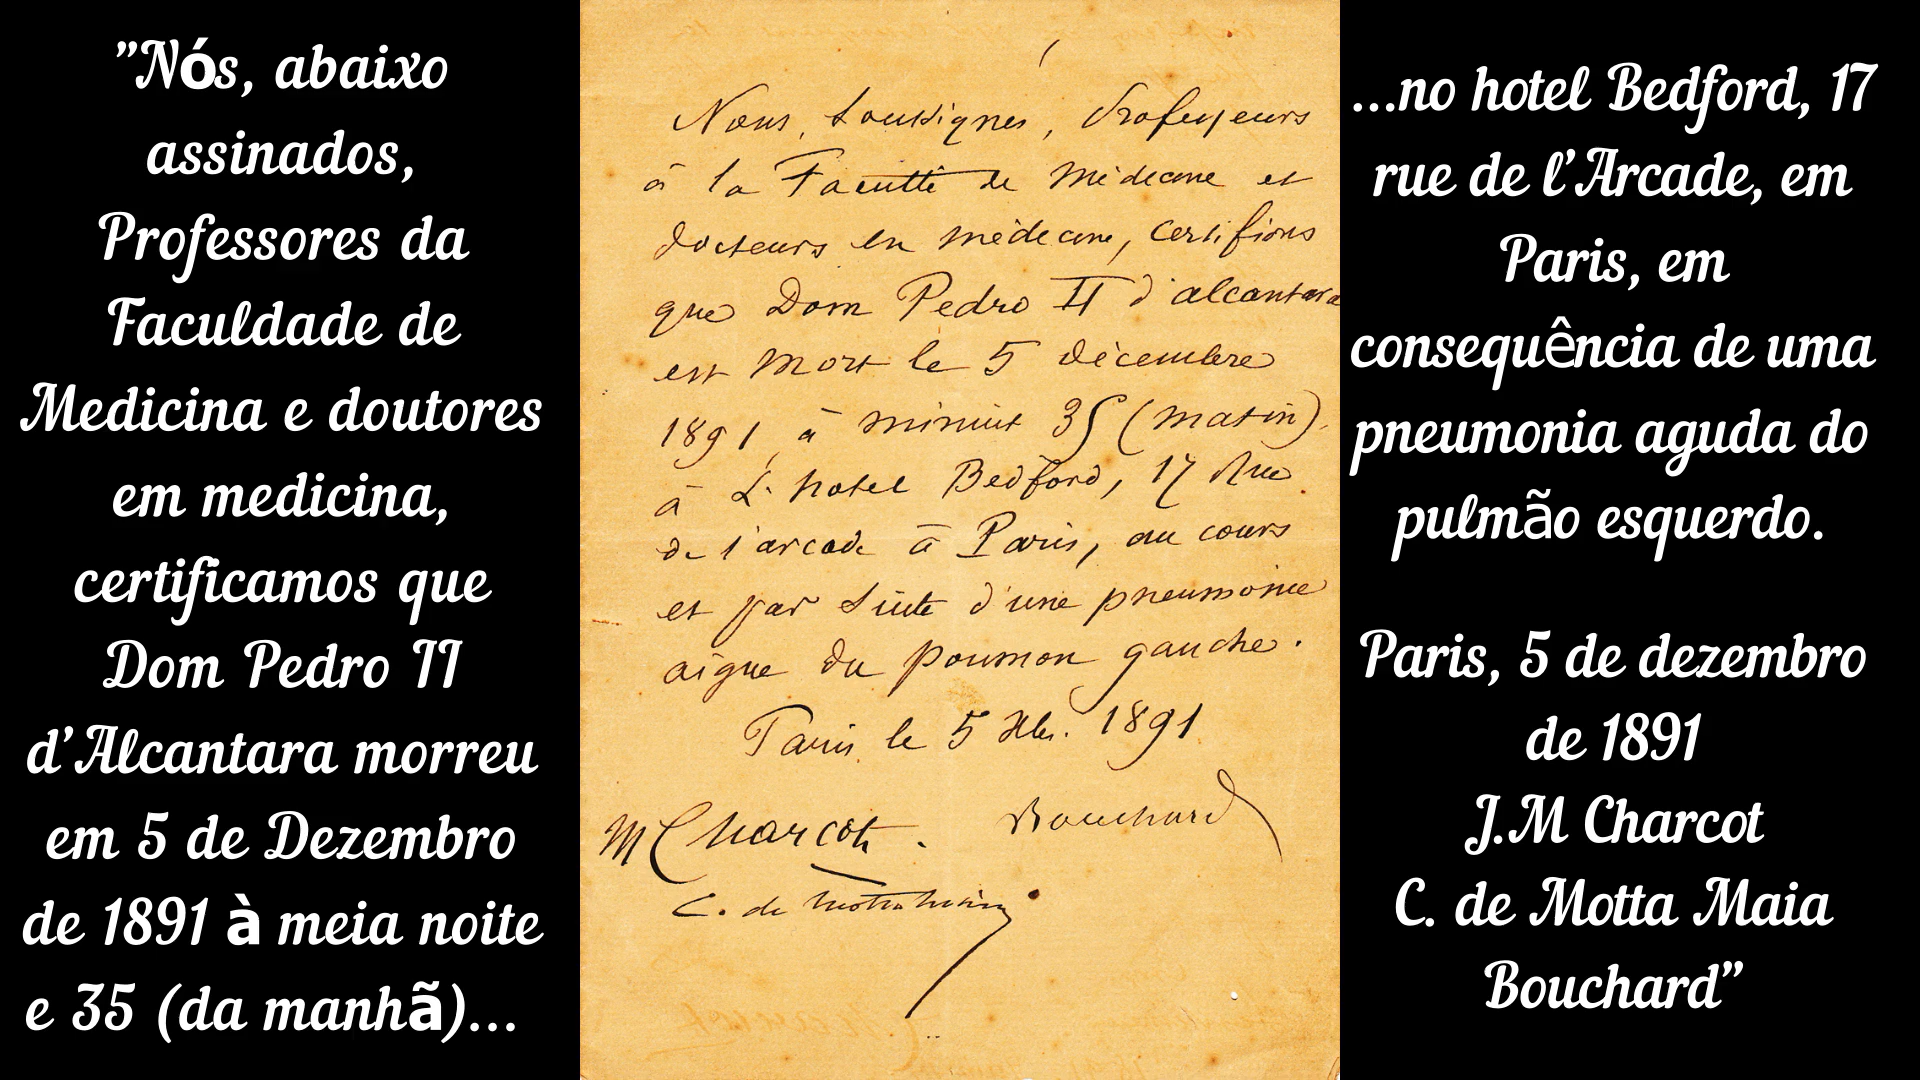 "Nós, abaixo
assinados,
Professores da
Faculdade de
Medicina e doutores
em medicina,
certificamos que
Dom Pedro II
d'Alcantara morreu
em 5 de Dezembro
de 1891 à meia noite
e 35 (da manhã)...
Nous, soussignés, Professeurs
à la Faculté de Médecine et
docteurs en médecine, certifions
que Dom Pedro II d'alcantara
est mort le 5 décembre
1891, à minuit 35 (matin).
à L'hotel Bedford, 17 Rue
de l'arcade à Paris, au cours
et par suite d'une pneumonie
aigue du poumon gauche.
Paris le 5 Xbr. 1891
M Charcot. Bouchard
C. de Motta Maia
...no hotel Bedford, 17
rue de l'Arcade, em
Paris, em
consequência de uma
pneumonia aguda do
pulmão esquerdo.
Paris, 5 de dezembro
de 1891
J.M Charcot
C. de Motta Maia
Bouchard"